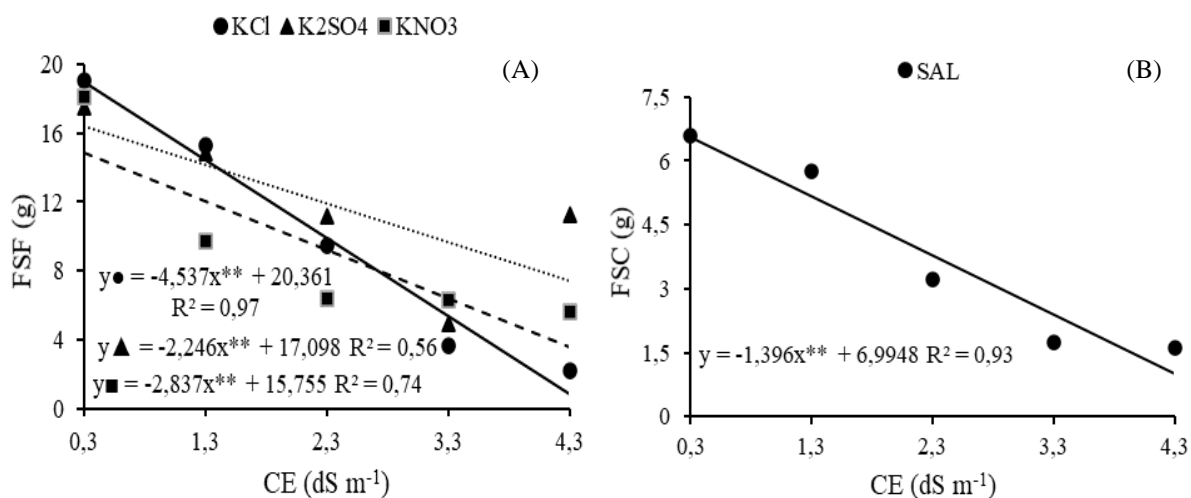 KCl K2SO4 KNO3
(A)
20
16
12
8
4
0
FSF (g)
y = -4,537x** + 20,361
R² = 0,97
y = -2,246x** + 17,098 R² = 0,56
y = -2,837x** + 15,755 R² = 0,74
0,3 1,3 2,3 3,3 4,3
CE (dS m⁻¹)
SAL
(B)
7,5
6
4,5
3
1,5
0
FSC (g)
y = -1,396x** + 6,9948 R² = 0,93
0,3 1,3 2,3 3,3 4,3
CE (dS m⁻¹)